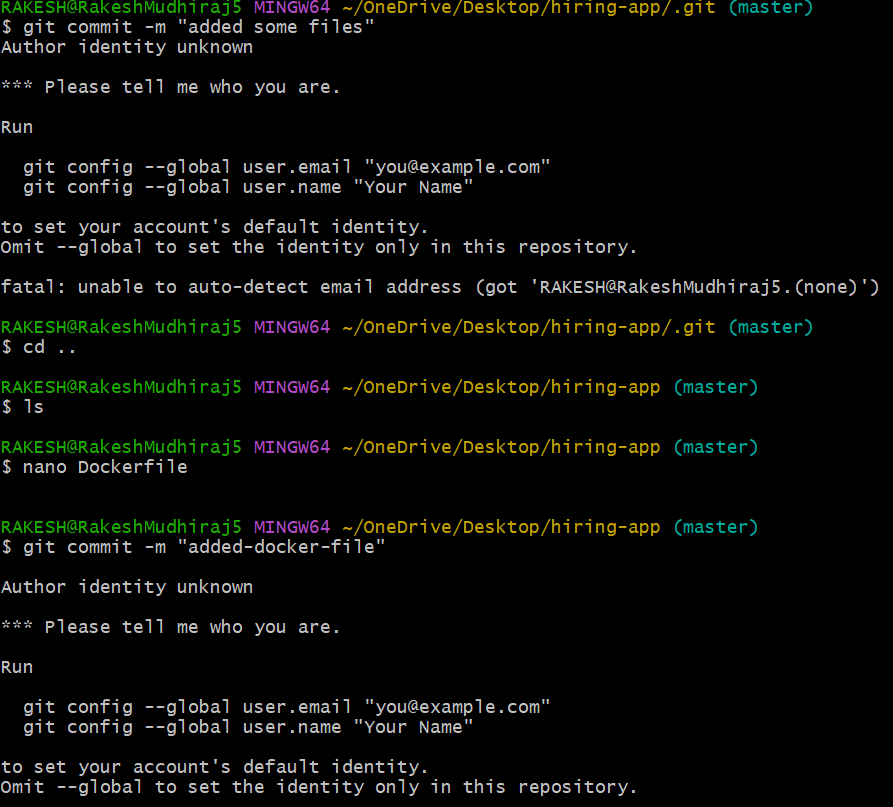 RAKESH@RakeshMudhiraj5 MINGW64 ~/OneDrive/Desktop/hiring-app/.git (master)
$ git commit -m "added some files"
Author identity unknown
*** Please tell me who you are.
Run
git config --global user.email "you@example.com"
git config --global user.name "Your Name"
to set your account's default identity.
Omit --global to set the identity only in this repository.
fatal: unable to auto-detect email address (got 'RAKESH@RakeshMudhiraj5.(none)')
RAKESH@RakeshMudhiraj5 MINGW64 ~/OneDrive/Desktop/hiring-app/.git (master)
$ cd ..
RAKESH@RakeshMudhiraj5 MINGW64 ~/OneDrive/Desktop/hiring-app (master)
$ ls
RAKESH@RakeshMudhiraj5 MINGW64 ~/OneDrive/Desktop/hiring-app (master)
$ nano Dockerfile
RAKESH@RakeshMudhiraj5 MINGW64 ~/OneDrive/Desktop/hiring-app (master)
$ git commit -m "added-docker-file"
Author identity unknown
*** Please tell me who you are.
Run
git config --global user.email "you@example.com"
git config --global user.name "Your Name"
to set your account's default identity.
Omit --global to set the identity only in this repository.